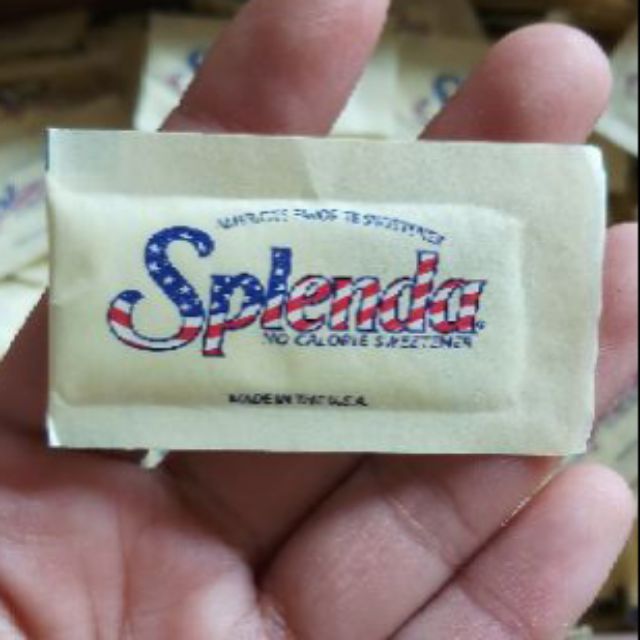 Splenda
NO CALORIE SWEETENER
MADE IN THE U.S.A.